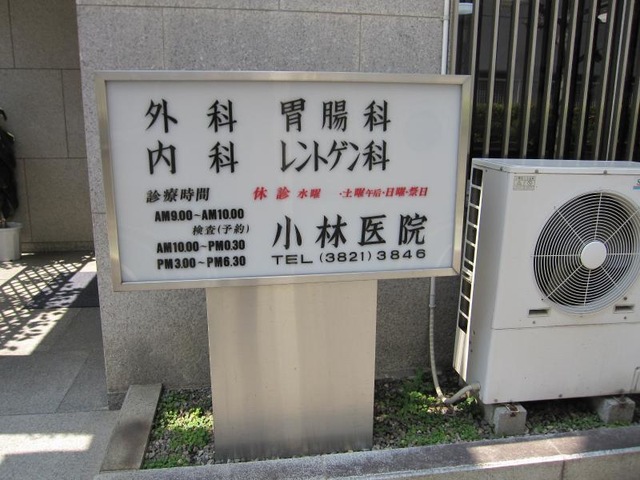 外科 胃腸科
内科 レントゲン科
診療時間 休診 水曜 ・土曜午后・日曜・祭日
AM9.00~AM10.00
検査(予約)
AM10.00~PM0.30
PM3.00~PM6.30
小林医院
TEL (3821) 3846